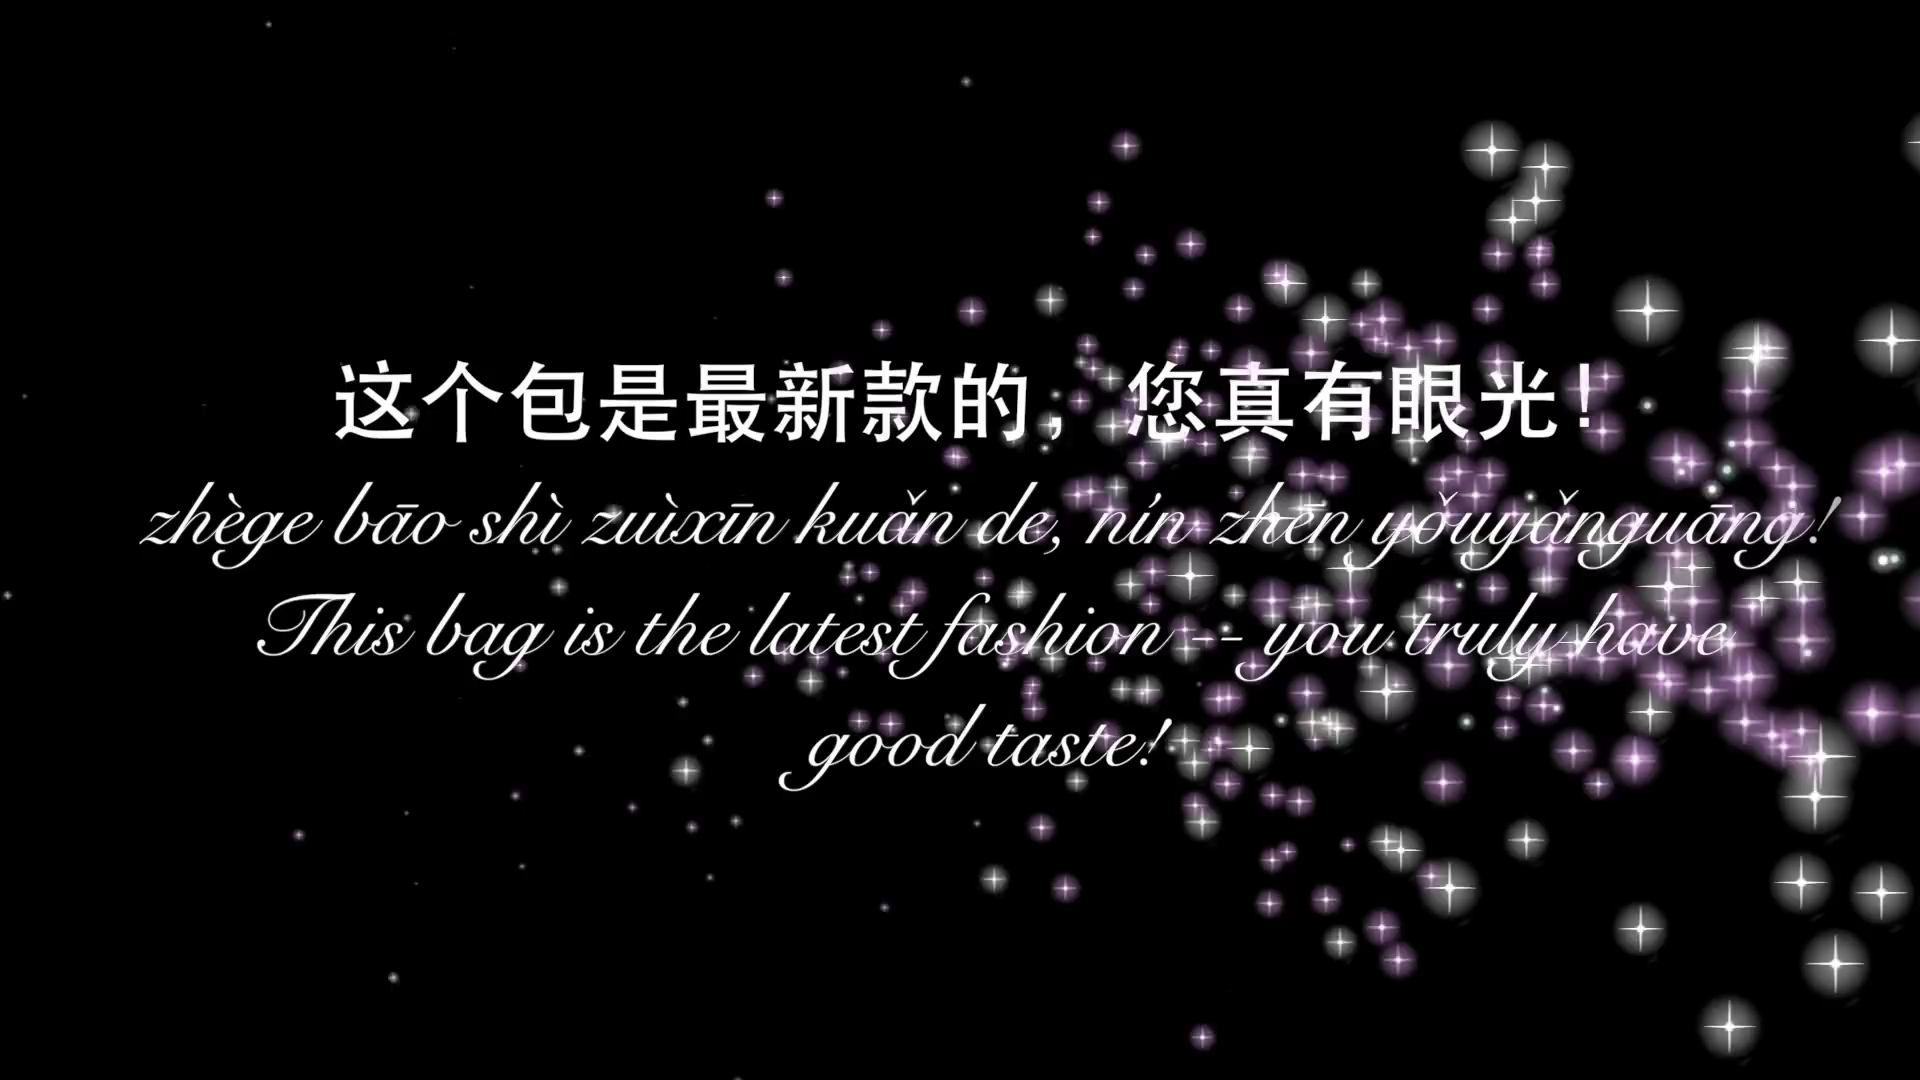 这个包是最新款的，您真有眼光！
zhège bāo shì zuìxīn kuǎn de, nín zhēn yǒuyǎnguāng!
This bag is the latest fashion -- you truly have
good taste!